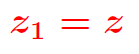 z₁ = z